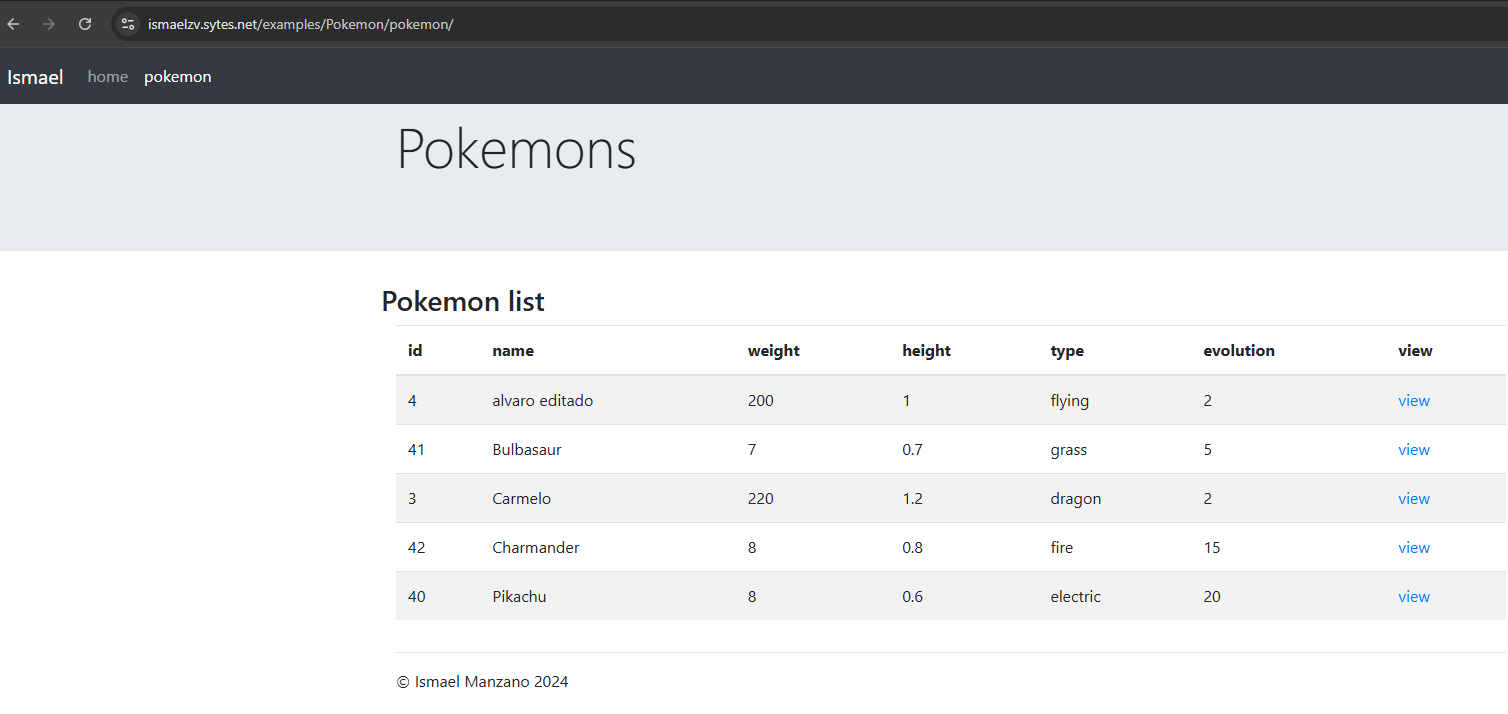 ismaelzv.sytes.net/examples/Pokemon/pokemon/
Ismael home pokemon
Pokemons
Pokemon list
id name weight height type evolution view
4 alvaro editado 200 1 flying 2 view
41 Bulbasaur 7 0.7 grass 5 view
3 Carmelo 220 1.2 dragon 2 view
42 Charmander 8 0.8 fire 15 view
40 Pikachu 8 0.6 electric 20 view
© Ismael Manzano 2024